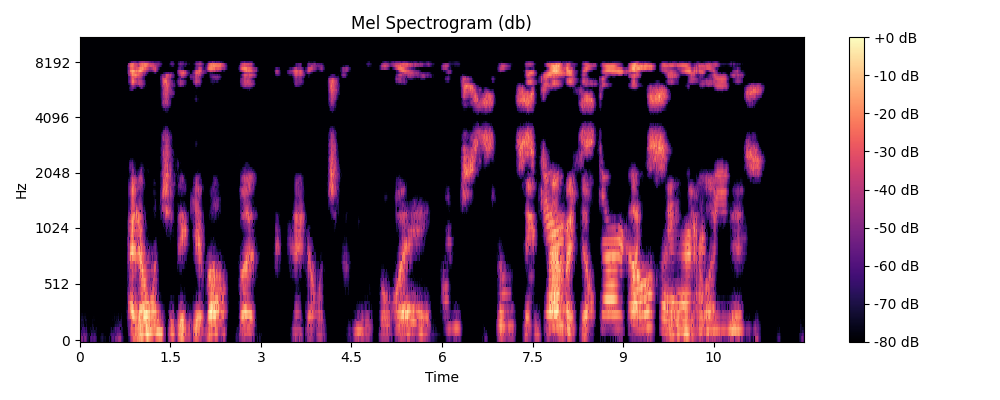 Mel Spectrogram (db)
8192
4096
2048
1024
512
0
Hz
0 1.5 3 4.5 6 7.5 9 10
Time
+0 dB
-10 dB
-20 dB
-30 dB
-40 dB
-50 dB
-60 dB
-70 dB
-80 dB